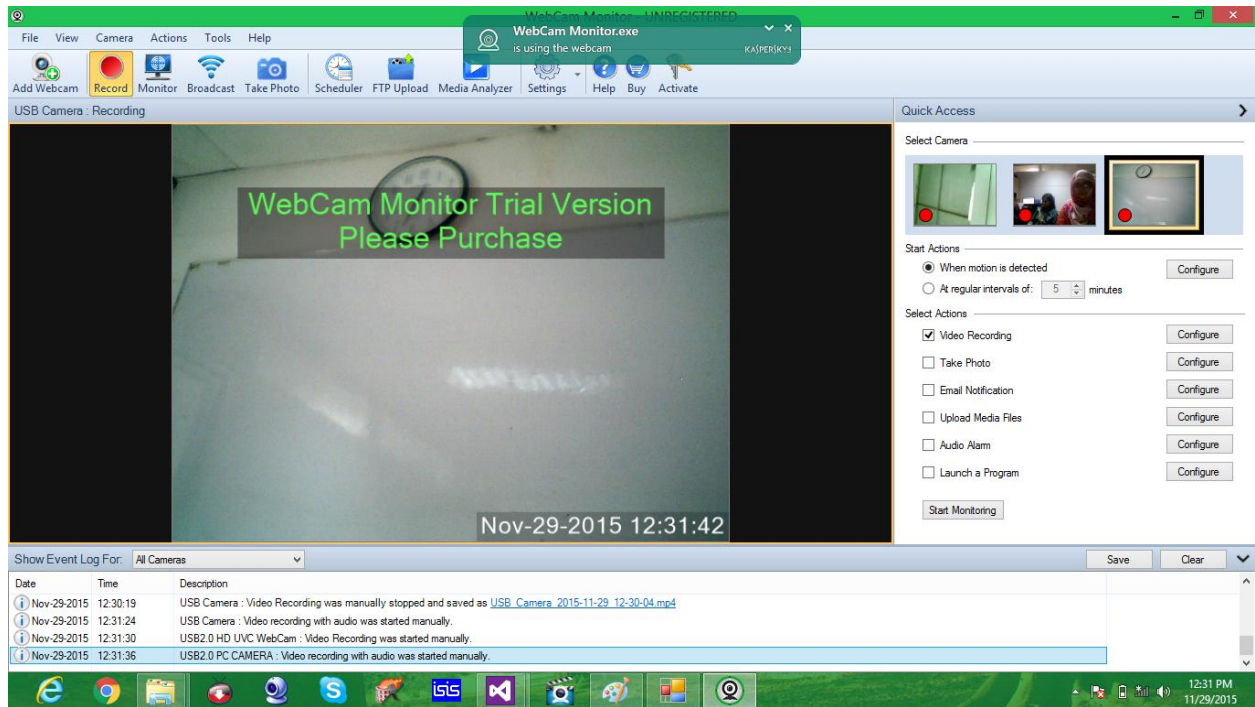 WebCam Monitor - UNREGISTERED
WebCam Monitor.exe
is using the webcam
KASPERSKY
File View Camera Actions Tools Help
Add Webcam Record Monitor Broadcast Take Photo Scheduler FTP Upload Media Analyzer Settings Help Buy Activate
USB Camera : Recording
WebCam Monitor Trial Version
Please Purchase
Nov-29-2015 12:31:42
Quick Access
Select Camera
Start Actions
When motion is detected Configure
At regular intervals of: 5 minutes
Select Actions
Video Recording Configure
Take Photo Configure
Email Notification Configure
Upload Media Files Configure
Audio Alarm Configure
Launch a Program Configure
Start Monitoring
Show Event Log For: All Cameras Save Clear
Date Time Description
Nov-29-2015 12:30:19 USB Camera : Video Recording was manually stopped and saved as USB_Camera_2015-11-29_12-30-04.mp4
Nov-29-2015 12:31:24 USB Camera : Video recording with audio was started manually.
Nov-29-2015 12:31:30 USB2.0 HD UVC WebCam : Video Recording was started manually.
Nov-29-2015 12:31:36 USB2.0 PC CAMERA : Video recording with audio was started manually.
isis
12:31 PM
11/29/2015